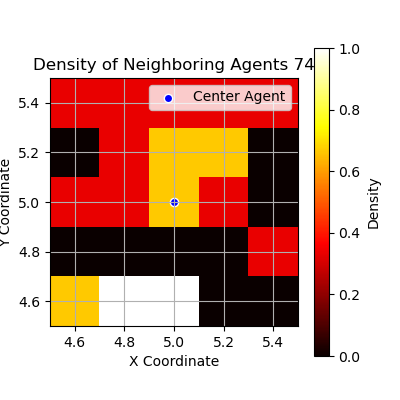 Density of Neighboring Agents 74
Center Agent
5.4
5.2
5.0
4.8
4.6
4.6 4.8 5.0 5.2 5.4
X Coordinate
Y Coordinate
1.0
0.8
0.6
0.4
0.2
0.0
Density